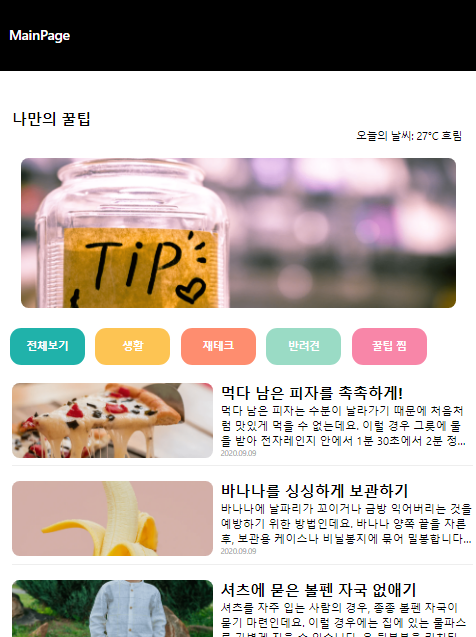 MainPage
나만의 꿀팁
오늘의 날씨: 27°C 흐림
TiP
전체보기
생활
재테크
반려견
꿀팁 찜
먹다 남은 피자를 촉촉하게!
먹다 남은 피자는 수분이 날라가기 때문에 처음처
럼 맛있게 먹을 수 없는데요. 이럴 경우 그릇에 물
을 받아 전자레인지 안에서 1분 30초에서 2분 정...
2020.09.09
바나나를 싱싱하게 보관하기
바나나에 날파리가 꼬이거나 금방 익어버리는 것을
예방하기 위한 방법인데요. 바나나 양쪽 끝을 자른
후, 보관용 케이스나 비닐봉지에 묶어 밀봉합니다...
2020.09.09
셔츠에 묻은 볼펜 자국 없애기
셔츠를 자주 입는 사람의 경우, 종종 볼펜 자국이
묻기 마련인데요. 이럴 경우에는 집에 있는 물파스